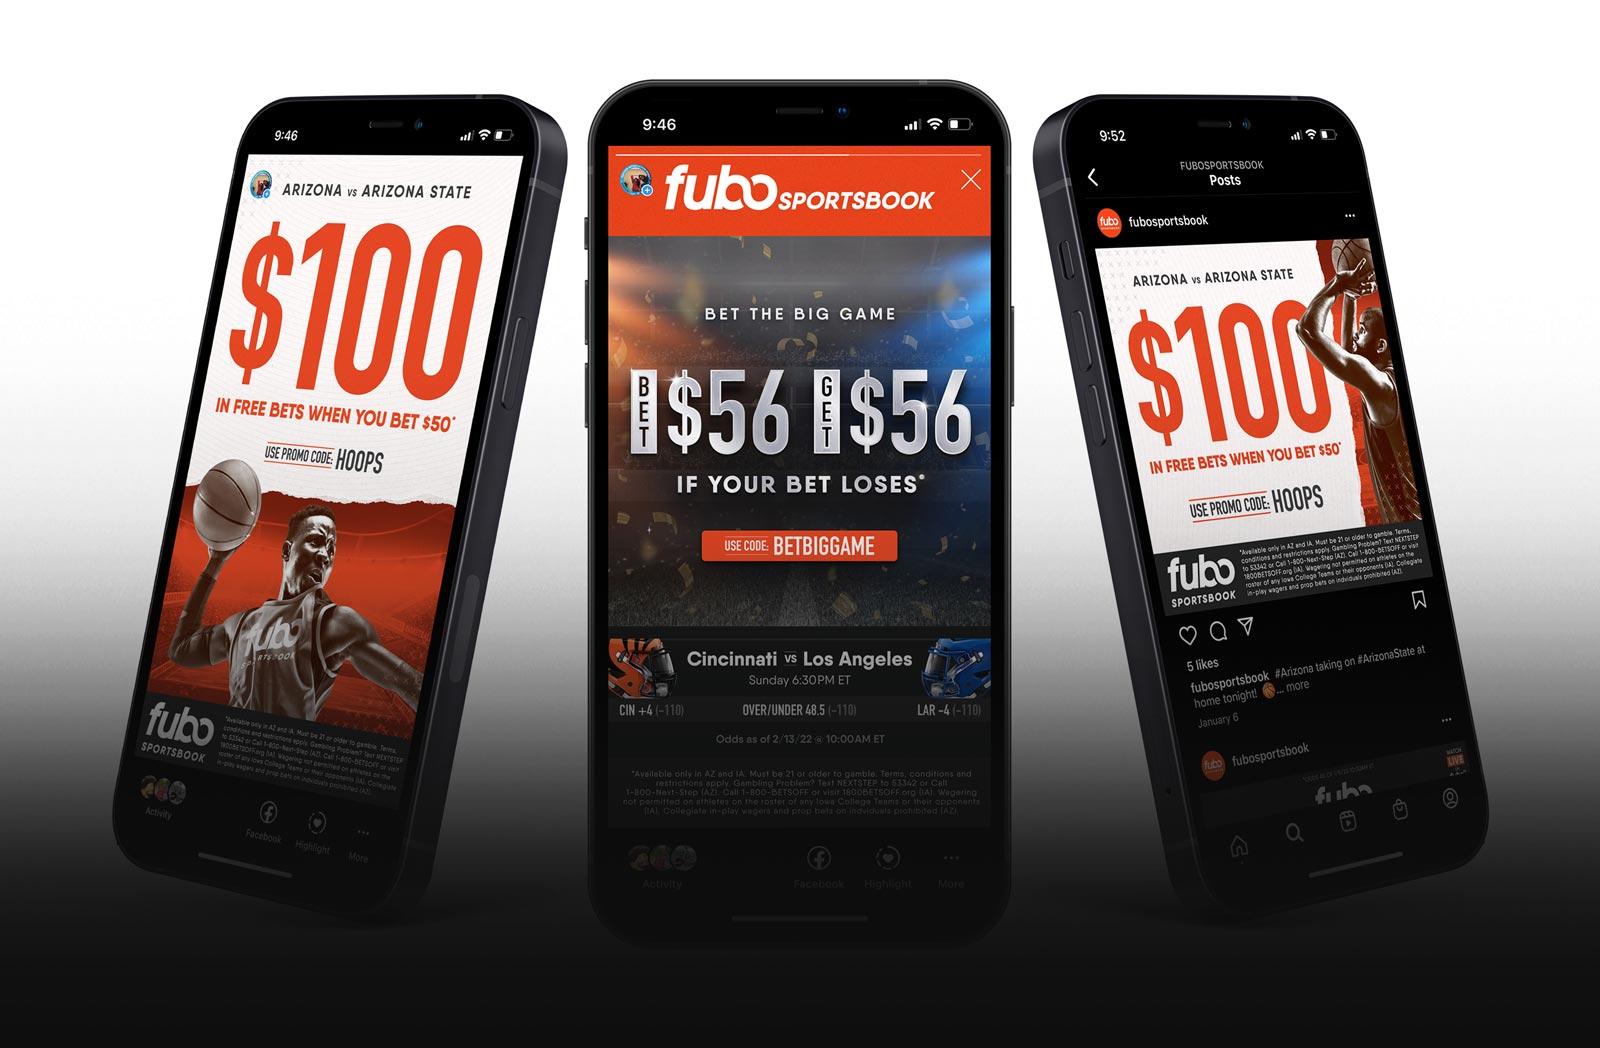 9:46
ARIZONA VS ARIZONA STATE
$100
IN FREE BETS WHEN YOU BET $50*
USE PROMO CODE: HOOPS
fubo
SPORTSBOOK
fubo
SPORTSBOOK
*Available only in AZ and IA. Must be 21 or older to gamble. Terms,
conditions and restrictions apply. Gambling Problem? Text NEXTSTEP
to 53342 or Call 1-800-Next-Step (AZ). Call 1-800-BETSOFF or visit
1800BETSOFF.org (IA). Wagering not permitted on athletes on the
roster of any Iowa College Teams or their opponents (IA). Collegiate
in-play wagers and prop bets on individuals prohibited (AZ).
Activity
Facebook
Highlight
More
9:46
fubo SPORTSBOOK
BET THE BIG GAME
BET $56 GET $56
IF YOUR BET LOSES*
USE CODE: BETBIGGAME
Cincinnati VS Los Angeles
Sunday 6:30PM ET
CIN +4 (-110) OVER/UNDER 48.5 (-110) LAR -4 (-110)
Odds as of 2/13/22 @ 10:00AM ET
*Available only in AZ and IA. Must be 21 or older to gamble. Terms, conditions and
restrictions apply. Gambling Problem? Text NEXTSTEP to 53342 or Call
1-800-Next-Step (AZ). Call 1-800-BETSOFF or visit 1800BETSOFF.org (IA). Wagering
not permitted on athletes on the roster of any Iowa College Teams or their opponents
(IA). Collegiate in-play wagers and prop bets on indviduals prohibited (AZ).
Activity
Facebook
Highlight
More
9:52
FUBOSPORTSBOOK
Posts
fubo
fubosportsbook
ARIZONA VS ARIZONA STATE
$100
IN FREE BETS WHEN YOU BET $50*
USE PROMO CODE: HOOPS
fubo
SPORTSBOOK
*Available only in AZ and IA. Must be 21 or older to gamble. Terms,
conditions and restrictions apply. Gambling Problem? Text NEXTSTEP
to 53342 or Call 1-800-Next-Step (AZ). Call 1-800-BETSOFF or visit
1800BETSOFF.org (IA). Wagering not permitted on athletes on the
roster of any Iowa College Teams or their opponents (IA). Collegiate
in-play wagers and prop bets on individuals prohibited (AZ).
5 likes
fubosportsbook #Arizona taking on #ArizonaState at
home tonight! 🏀... more
January 6
fubo
fubosportsbook
WATCH
LIVE
fubo